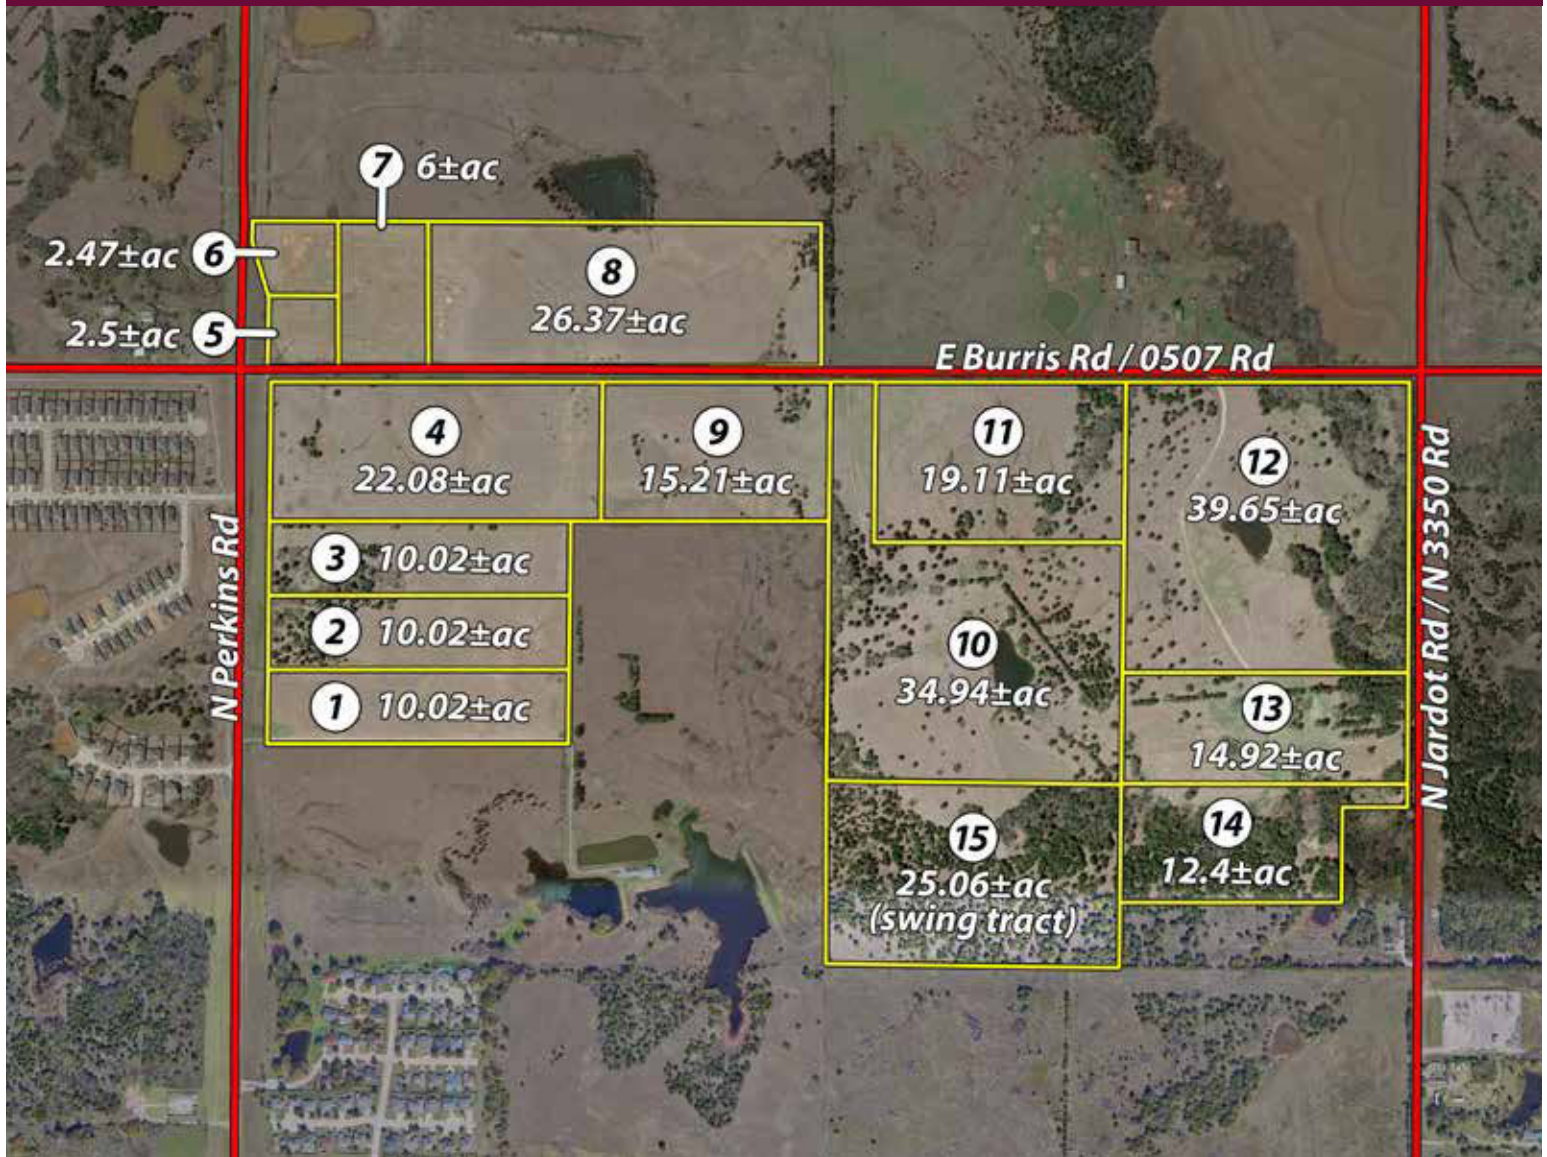 7 6±ac
2.47±ac 6
8
26.37±ac
2.5±ac 5
E Burris Rd / 0507 Rd
4
22.08±ac
9
15.21±ac
11
19.11±ac
12
39.65±ac
3 10.02±ac
2 10.02±ac
1 10.02±ac
N Perkins Rd
10
34.94±ac
13
14.92±ac
N Jardot Rd / N 3350 Rd
15
25.06±ac
(swing tract)
14
12.4±ac